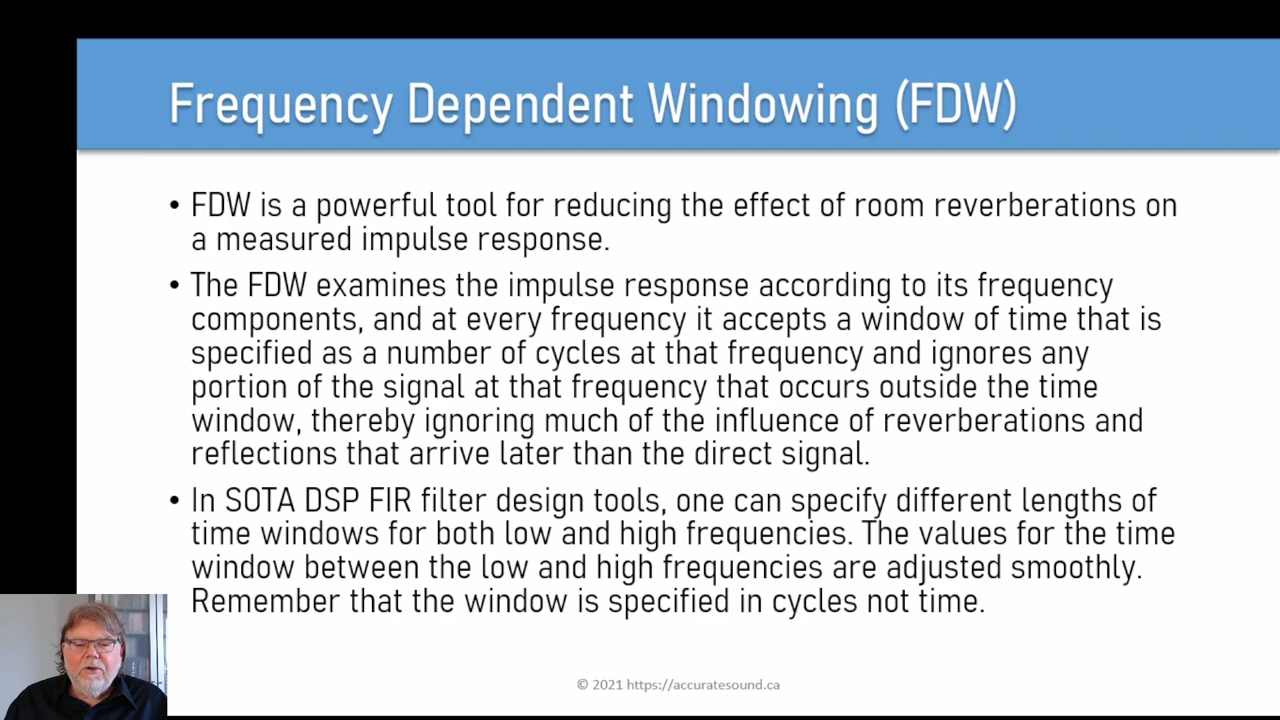 Frequency Dependent Windowing (FDW)
• FDW is a powerful tool for reducing the effect of room reverberations on
a measured impulse response.
• The FDW examines the impulse response according to its frequency
components, and at every frequency it accepts a window of time that is
specified as a number of cycles at that frequency and ignores any
portion of the signal at that frequency that occurs outside the time
window, thereby ignoring much of the influence of reverberations and
reflections that arrive later than the direct signal.
• In SOTA DSP FIR filter design tools, one can specify different lengths of
time windows for both low and high frequencies. The values for the time
window between the low and high frequencies are adjusted smoothly.
Remember that the window is specified in cycles not time.
© 2021 https://accuratesound.ca